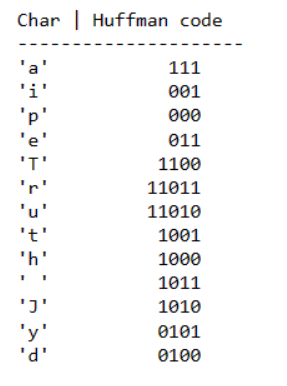 Char | Huffman code
---------------------
'a' 111
'i' 001
'p' 000
'e' 011
'T' 1100
'r' 11011
'u' 11010
't' 1001
'h' 1000
' ' 1011
'J' 1010
'y' 0101
'd' 0100